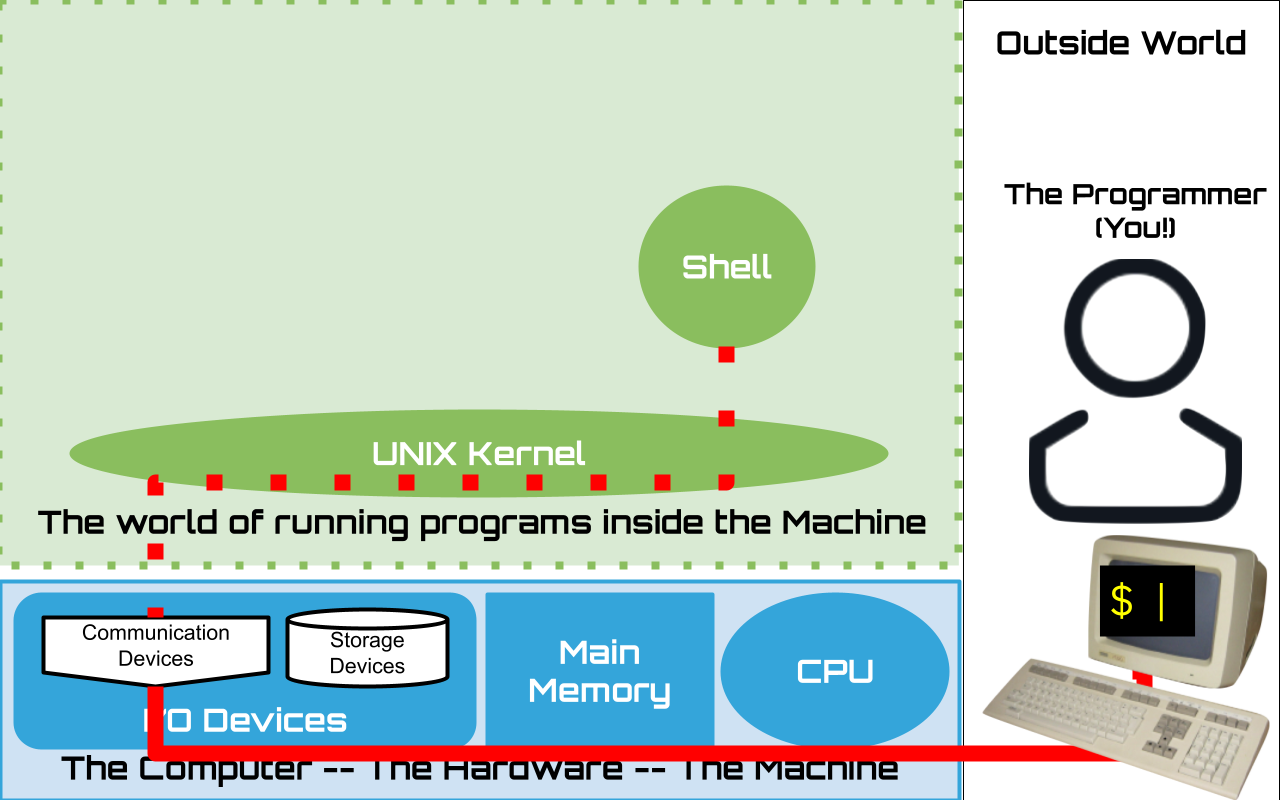 Outside World
The Programmer
(You!)
Shell
UNIX Kernel
The world of running programs inside the Machine
$ |
Communication
Devices
Storage
Devices
I/O Devices
Main
Memory
CPU
The Computer -- The Hardware -- The Machine